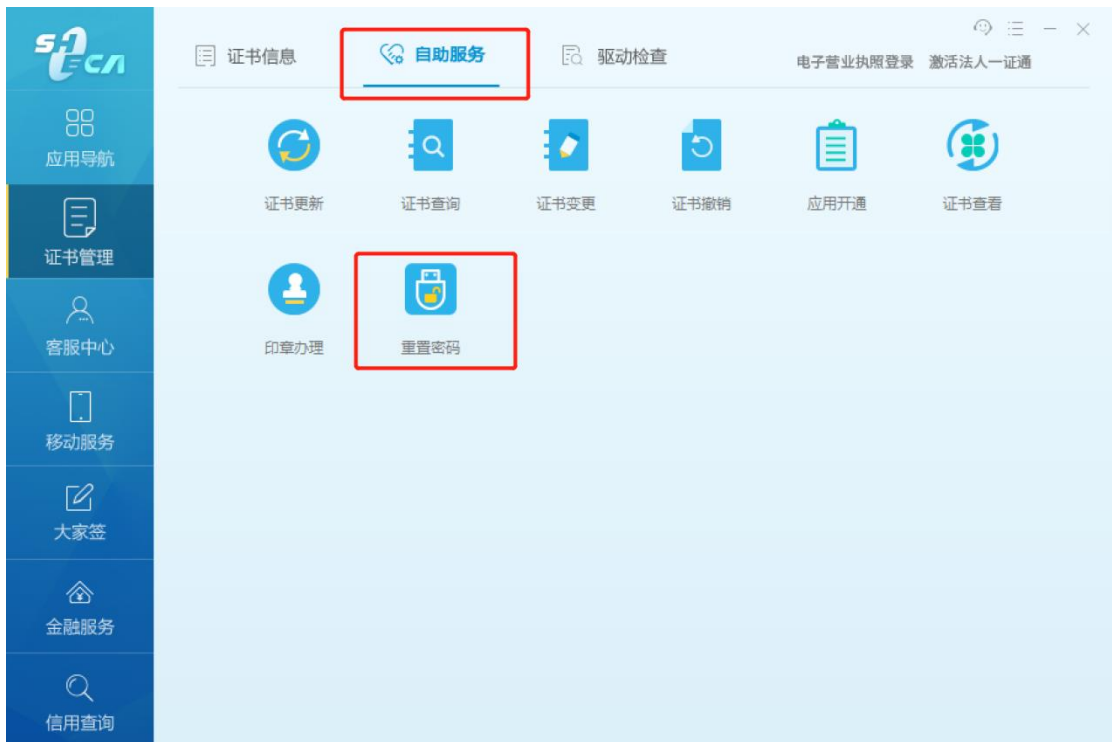 SHECA
证书信息
自助服务
驱动检查
电子营业执照登录 激活法人一证通
应用导航
证书管理
客服中心
移动服务
大家签
金融服务
信用查询
证书更新
证书查询
证书变更
证书撤销
应用开通
证书查看
印章办理
重置密码